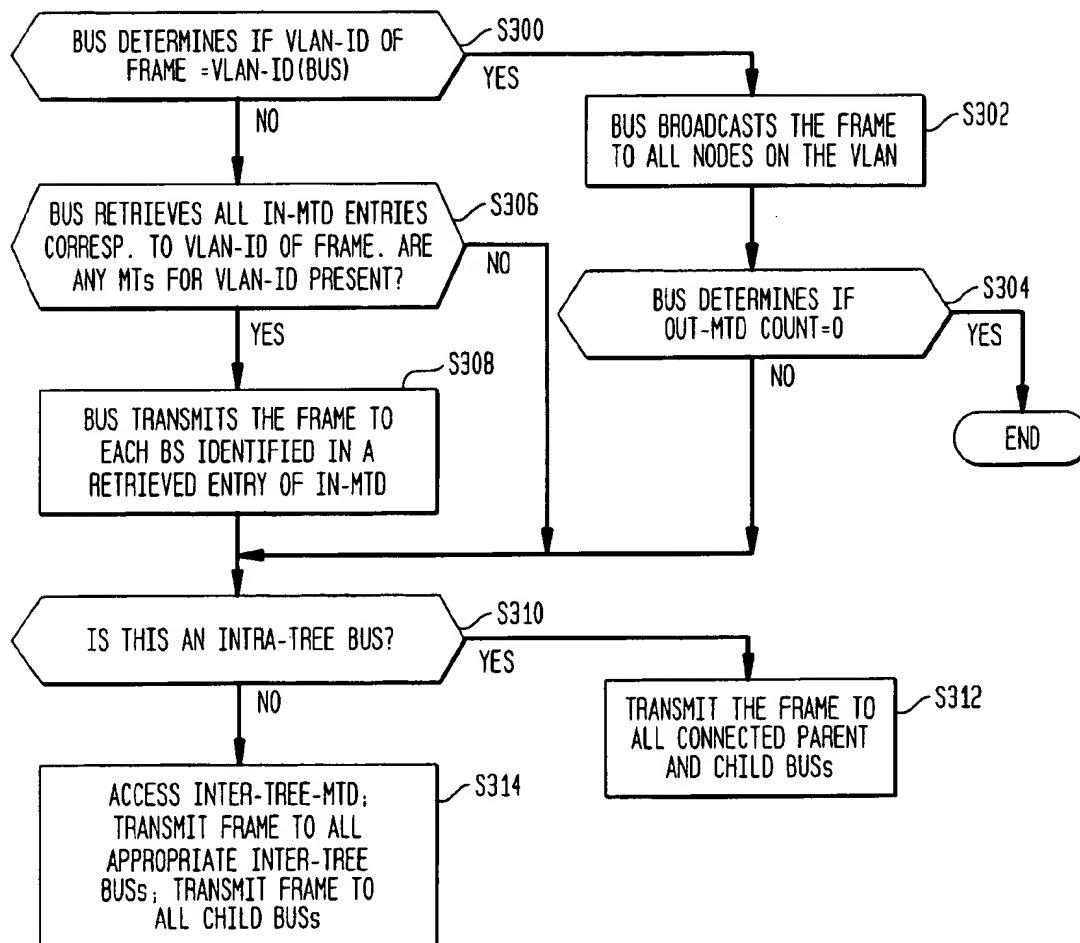 BUS DETERMINES IF VLAN-ID OF
FRAME =VLAN-ID(BUS)
S300
YES
NO
BUS BROADCASTS THE FRAME
TO ALL NODES ON THE VLAN
S302
BUS RETRIEVES ALL IN-MTD ENTRIES
CORRESP. TO VLAN-ID OF FRAME. ARE
ANY MTs FOR VLAN-ID PRESENT?
S306
NO
YES
BUS DETERMINES IF
OUT-MTD COUNT=0
S304
YES
NO
END
BUS TRANSMITS THE FRAME TO
EACH BS IDENTIFIED IN A
RETRIEVED ENTRY OF IN-MTD
S308
IS THIS AN INTRA-TREE BUS?
S310
YES
NO
TRANSMIT THE FRAME TO
ALL CONNECTED PARENT
AND CHILD BUSs
S312
ACCESS INTER-TREE-MTD;
TRANSMIT FRAME TO ALL
APPROPRIATE INTER-TREE
BUSs; TRANSMIT FRAME TO
ALL CHILD BUSs
S314